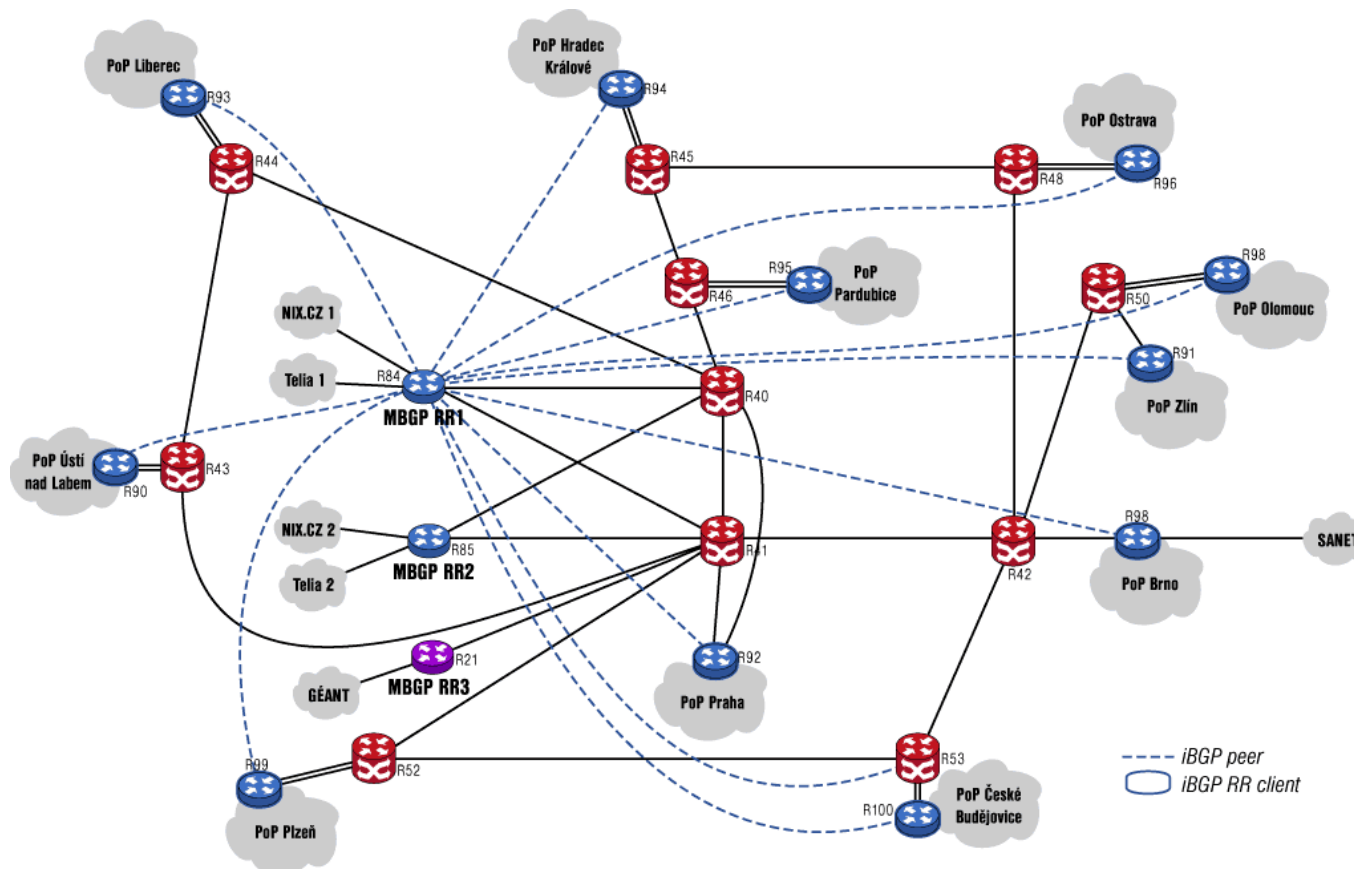 PoP Liberec
R93
R44
PoP Hradec
Králové
R94
R45
PoP Ostrava
R48
R96
R95
PoP
Pardubice
R46
R98
R50
PoP Olomouc
R91
PoP Zlín
NIX.CZ 1
Telia 1
R84
MBGP RR1
R40
PoP Ústí
nad Labem
R90
R43
NIX.CZ 2
Telia 2
R85
MBGP RR2
R41
R42
R98
PoP Brno
SANET
R21
MBGP RR3
GÉANT
R92
PoP Praha
R99
R52
PoP Plzeň
R53
R100
PoP České
Budějovice
iBGP peer
iBGP RR client